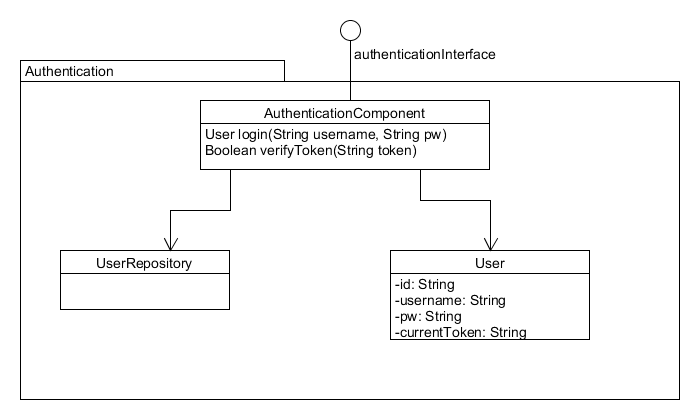 authenticationInterface
Authentication
AuthenticationComponent
User login(String username, String pw)
Boolean verifyToken(String token)
UserRepository
User
-id: String
-username: String
-pw: String
-currentToken: String